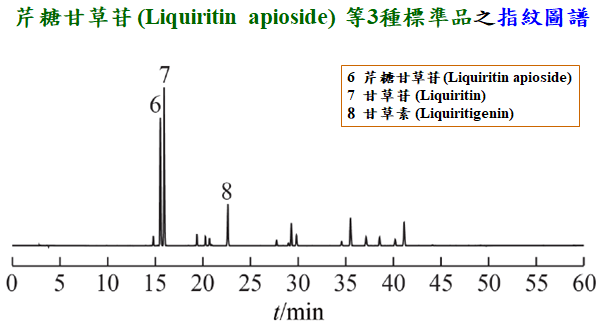 芹糖甘草苷 (Liquiritin apioside) 等3種標準品之指紋圖譜
6 芹糖甘草苷 (Liquiritin apioside)
7 甘草苷 (Liquiritin)
8 甘草素 (Liquiritigenin)
7
6
8
0 5 10 15 20 25 30 35 40 45 50 55 60
t/min